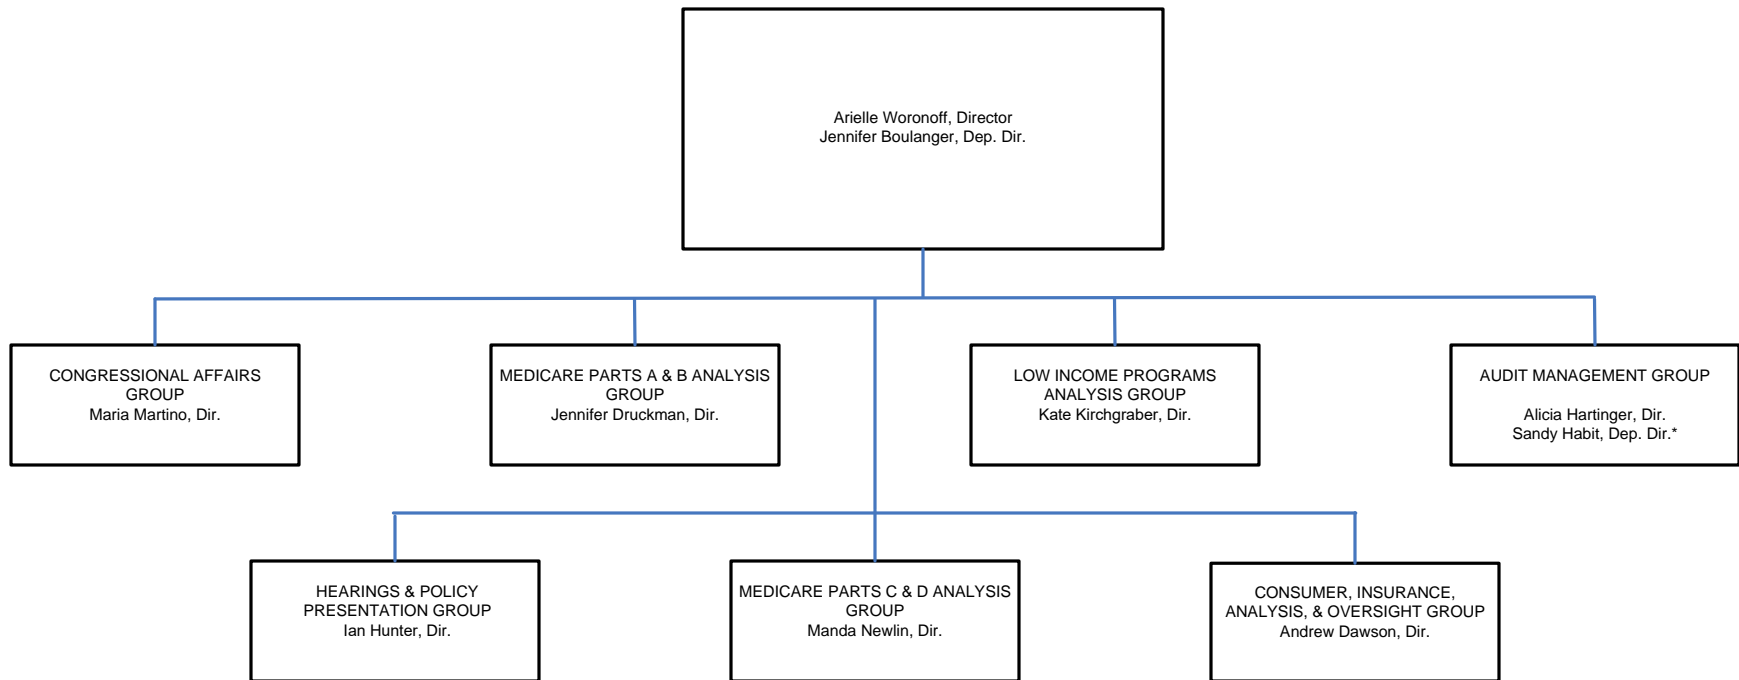 Arielle Woronoff, Director
Jennifer Boulanger, Dep. Dir.
CONGRESSIONAL AFFAIRS
GROUP
Maria Martino, Dir.
MEDICARE PARTS A & B ANALYSIS
GROUP
Jennifer Druckman, Dir.
LOW INCOME PROGRAMS
ANALYSIS GROUP
Kate Kirchgraber, Dir.
AUDIT MANAGEMENT GROUP
Alicia Hartinger, Dir.
Sandy Habit, Dep. Dir.*
HEARINGS & POLICY
PRESENTATION GROUP
Ian Hunter, Dir.
MEDICARE PARTS C & D ANALYSIS
GROUP
Manda Newlin, Dir.
CONSUMER, INSURANCE,
ANALYSIS, & OVERSIGHT GROUP
Andrew Dawson, Dir.